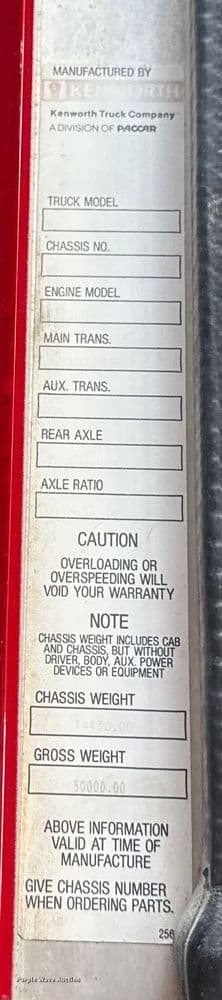 MANUFACTURED BY
KENWORTH
Kenworth Truck Company
A DIVISION OF PACCAR
TRUCK MODEL
CHASSIS NO.
ENGINE MODEL
MAIN TRANS.
AUX. TRANS.
REAR AXLE
AXLE RATIO
CAUTION
OVERLOADING OR
OVERSPEEDING WILL
VOID YOUR WARRANTY
NOTE
CHASSIS WEIGHT INCLUDES CAB
AND CHASSIS, BUT WITHOUT
DRIVER, BODY, AUX. POWER
DEVICES OR EQUIPMENT
CHASSIS WEIGHT
14430.00
GROSS WEIGHT
50000.00
ABOVE INFORMATION
VALID AT TIME OF
MANUFACTURE
GIVE CHASSIS NUMBER
WHEN ORDERING PARTS.
256
Purple Wave Auction